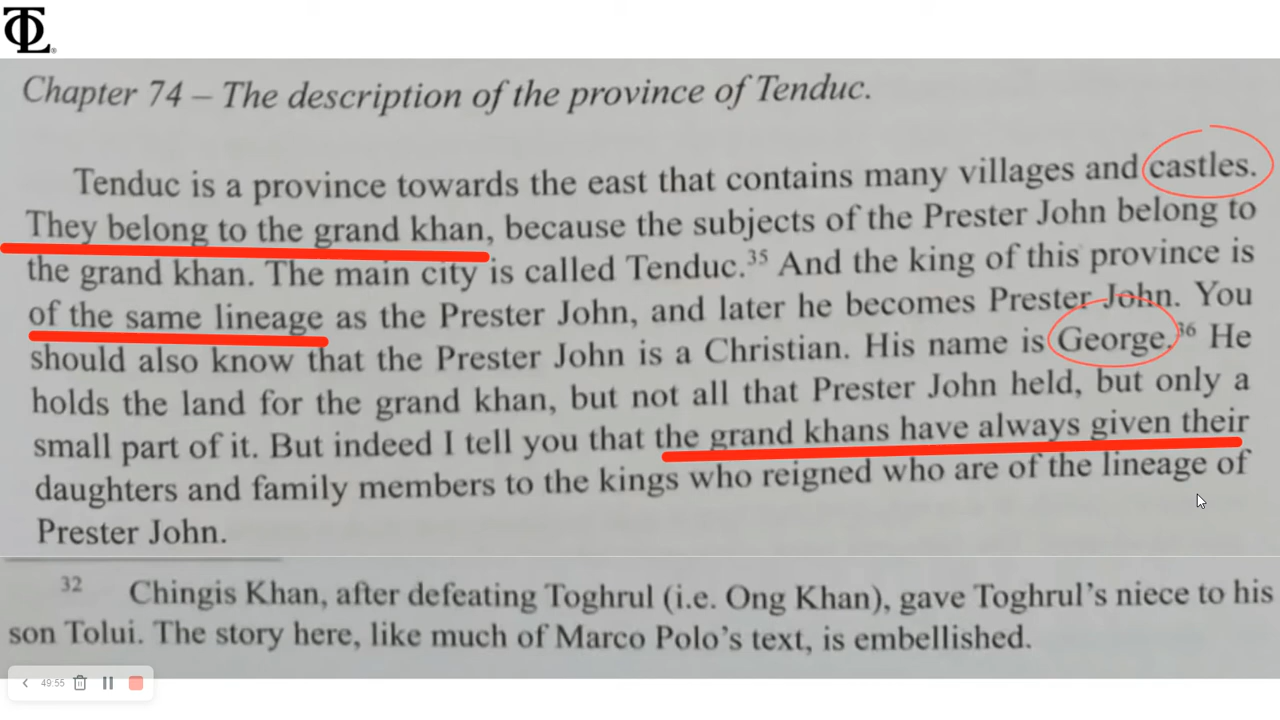 TOL®
Chapter 74 – The description of the province of Tenduc.
Tenduc is a province towards the east that contains many villages and castles.
They belong to the grand khan, because the subjects of the Prester John belong to
the grand khan. The main city is called Tenduc.35 And the king of this province is
of the same lineage as the Prester John, and later he becomes Prester John. You
should also know that the Prester John is a Christian. His name is George.36 He
holds the land for the grand khan, but not all that Prester John held, but only a
small part of it. But indeed I tell you that the grand khans have always given their
daughters and family members to the kings who reigned who are of the lineage of
Prester John.
32 Chingis Khan, after defeating Toghrul (i.e. Ong Khan), gave Toghrul's niece to his
son Tolui. The story here, like much of Marco Polo's text, is embellished.
49:55